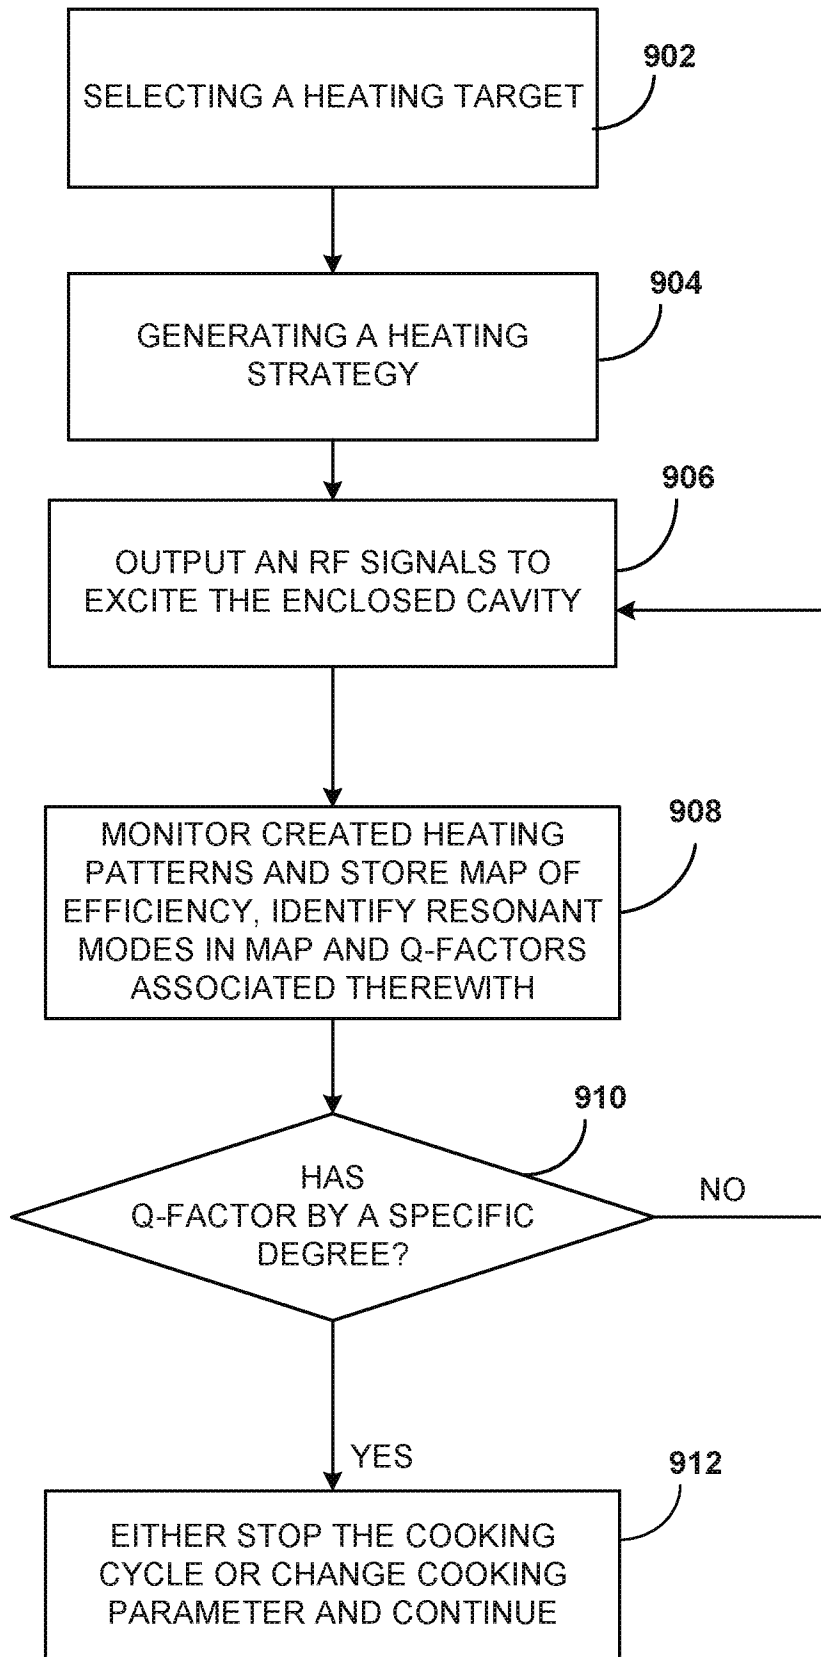 902
SELECTING A HEATING TARGET
904
GENERATING A HEATING
STRATEGY
906
OUTPUT AN RF SIGNALS TO
EXCITE THE ENCLOSED CAVITY
908
MONITOR CREATED HEATING
PATTERNS AND STORE MAP OF
EFFICIENCY, IDENTIFY RESONANT
MODES IN MAP AND Q-FACTORS
ASSOCIATED THEREWITH
910
HAS
Q-FACTOR BY A SPECIFIC
DEGREE?
NO
YES
912
EITHER STOP THE COOKING
CYCLE OR CHANGE COOKING
PARAMETER AND CONTINUE